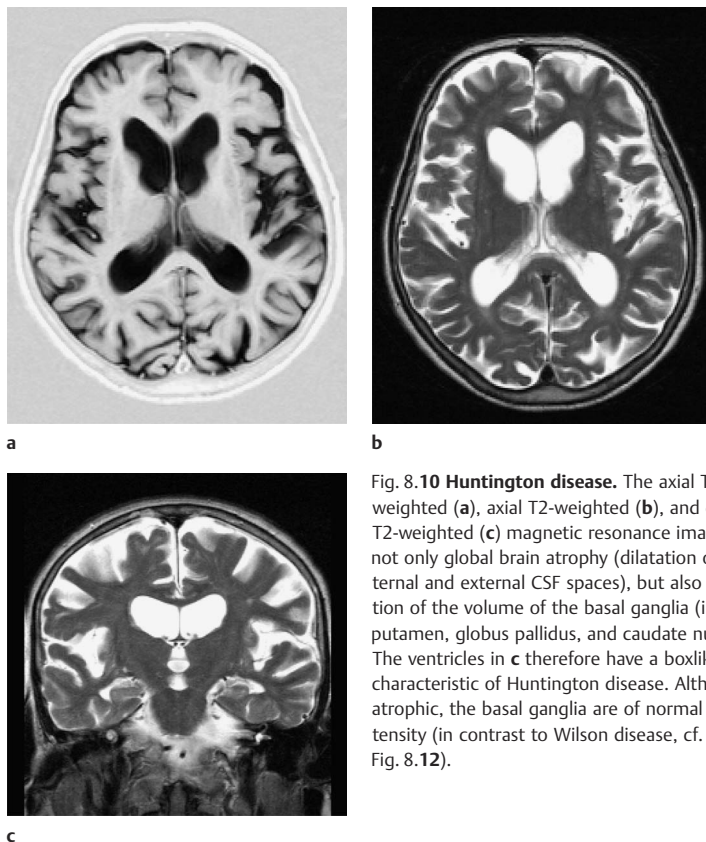 a
b
c
Fig. 8.10 Huntington disease. The axial T
weighted (a), axial T2-weighted (b), and
T2-weighted (c) magnetic resonance ima
not only global brain atrophy (dilatation
ternal and external CSF spaces), but also
tion of the volume of the basal ganglia (i
putamen, globus pallidus, and caudate nu
The ventricles in c therefore have a boxlik
characteristic of Huntington disease. Alth
atrophic, the basal ganglia are of normal
tensity (in contrast to Wilson disease, cf.
Fig. 8.12).